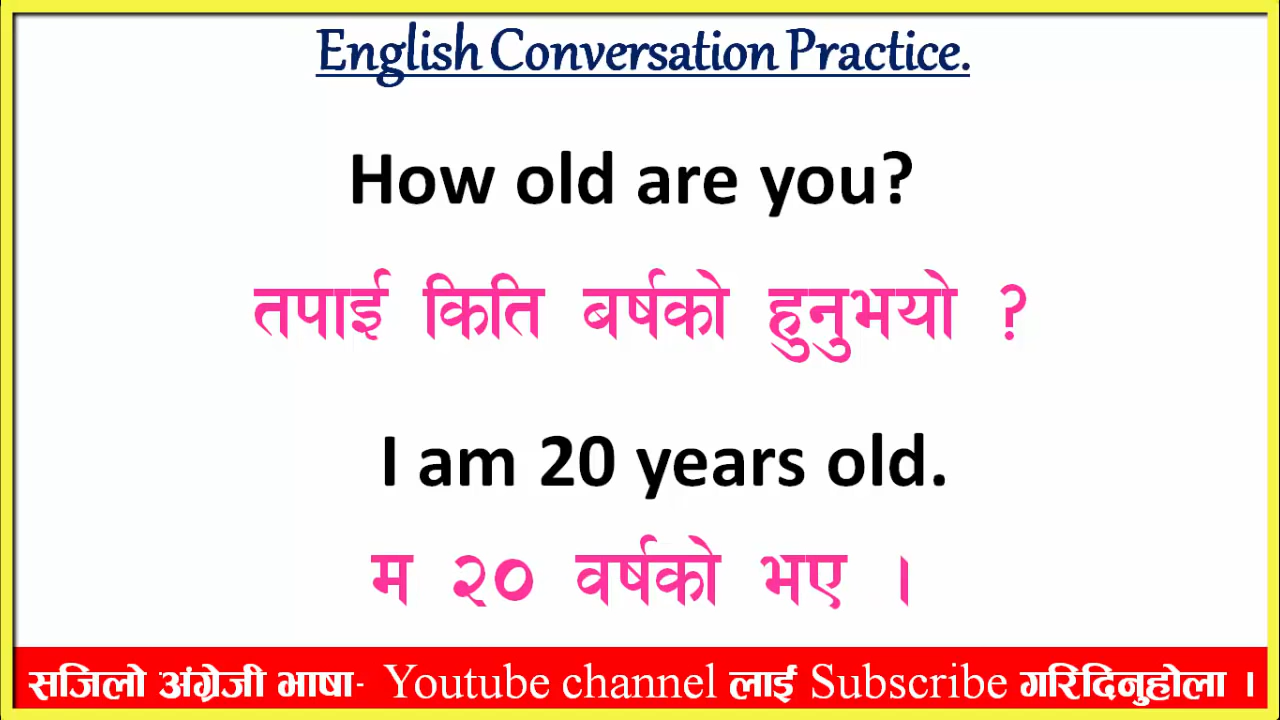 English Conversation Practice.
How old are you?
तपाई किति बर्षको हुनुभयो ?
I am 20 years old.
म २० वर्षको भए ।
सजिलो अंग्रेजी भाषा- Youtube channel लाई Subscribe गरिदिनुहोला ।